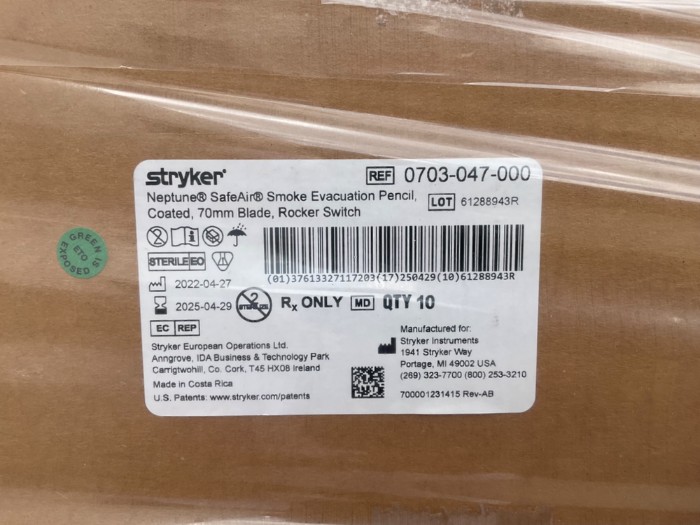 stryker®
REF 0703-047-000
Neptune® SafeAir® Smoke Evacuation Pencil,
Coated, 70mm Blade, Rocker Switch
LOT 61288943R
STERILE EO
(01)37613327117203(17)250429(10)61288943R
2022-04-27
2025-04-29
2
STERILIZE
Rx ONLY MD QTY 10
EC REP
Stryker European Operations Ltd.
Anngrove, IDA Business & Technology Park
Carrigtwohill, Co. Cork, T45 HX08 Ireland
Made in Costa Rica
U.S. Patents: www.stryker.com/patents
Manufactured for:
Stryker Instruments
1941 Stryker Way
Portage, MI 49002 USA
(269) 323-7700 (800) 253-3210
700001231415 Rev-AB
GREEN IS
ETO
EXPOSED